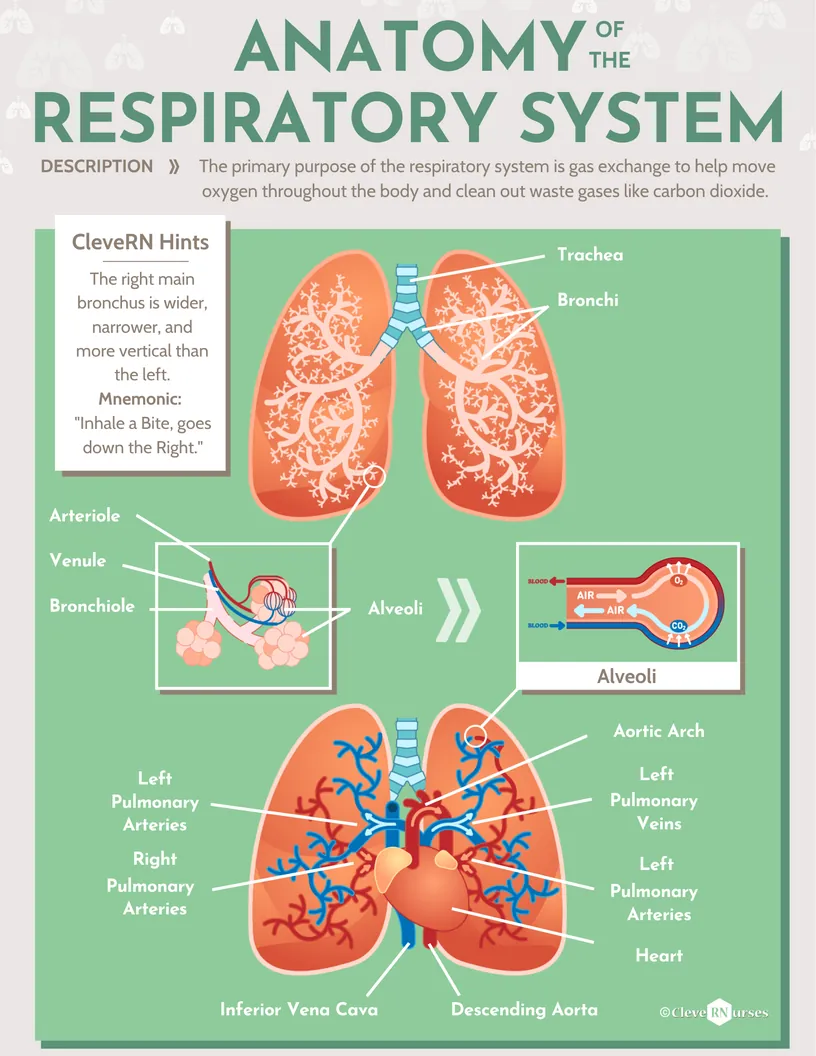 ANATOMY OF THE
RESPIRATORY SYSTEM
DESCRIPTION » The primary purpose of the respiratory system is gas exchange to help move
oxygen throughout the body and clean out waste gases like carbon dioxide.
CleveRN Hints
The right main
bronchus is wider,
narrower, and
more vertical than
the left.
Mnemonic:
"Inhale a Bite, goes
down the Right."
Trachea
Bronchi
Arteriole
Venule
Bronchiole
Alveoli
BLOOD
O₂
AIR
AIR
BLOOD
CO₂
Alveoli
Left
Pulmonary
Arteries
Right
Pulmonary
Arteries
Aortic Arch
Left
Pulmonary
Veins
Left
Pulmonary
Arteries
Heart
Inferior Vena Cava
Descending Aorta
©CleveRNurses